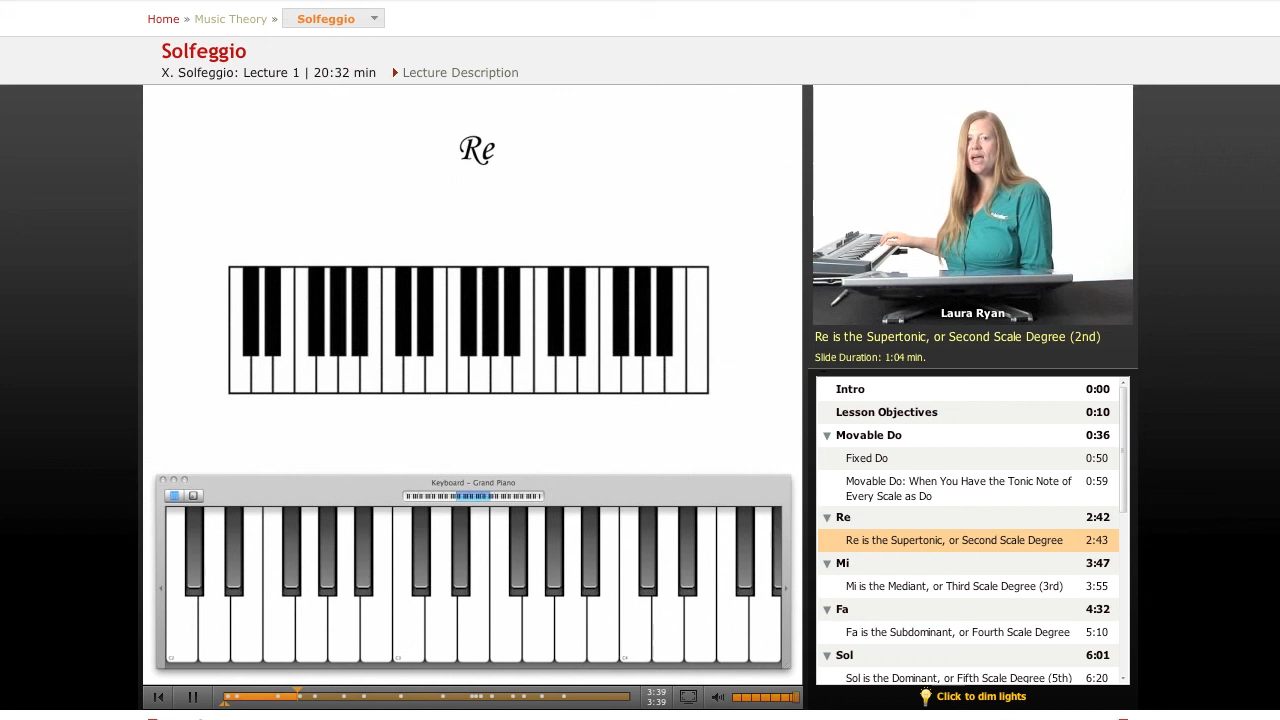 Home » Music Theory » Solfeggio
Solfeggio
X. Solfeggio: Lecture 1 | 20:32 min Lecture Description
Re
Laura Ryan
Re is the Supertonic, or Second Scale Degree (2nd)
Slide Duration: 1:04 min.
Intro 0:00
Lesson Objectives 0:10
Movable Do 0:36
Fixed Do 0:50
Movable Do: When You Have the Tonic Note of 0:59
Every Scale as Do
Re 2:42
Re is the Supertonic, or Second Scale Degree 2:43
Mi 3:47
Mi is the Mediant, or Third Scale Degree (3rd) 3:55
Fa 4:32
Fa is the Subdominant, or Fourth Scale Degree 5:10
Sol 6:01
Sol is the Dominant, or Fifth Scale Degree (5th) 6:20
Keyboard – Grand Piano
C2 C3 C4
3:39
3:39
Click to dim lights